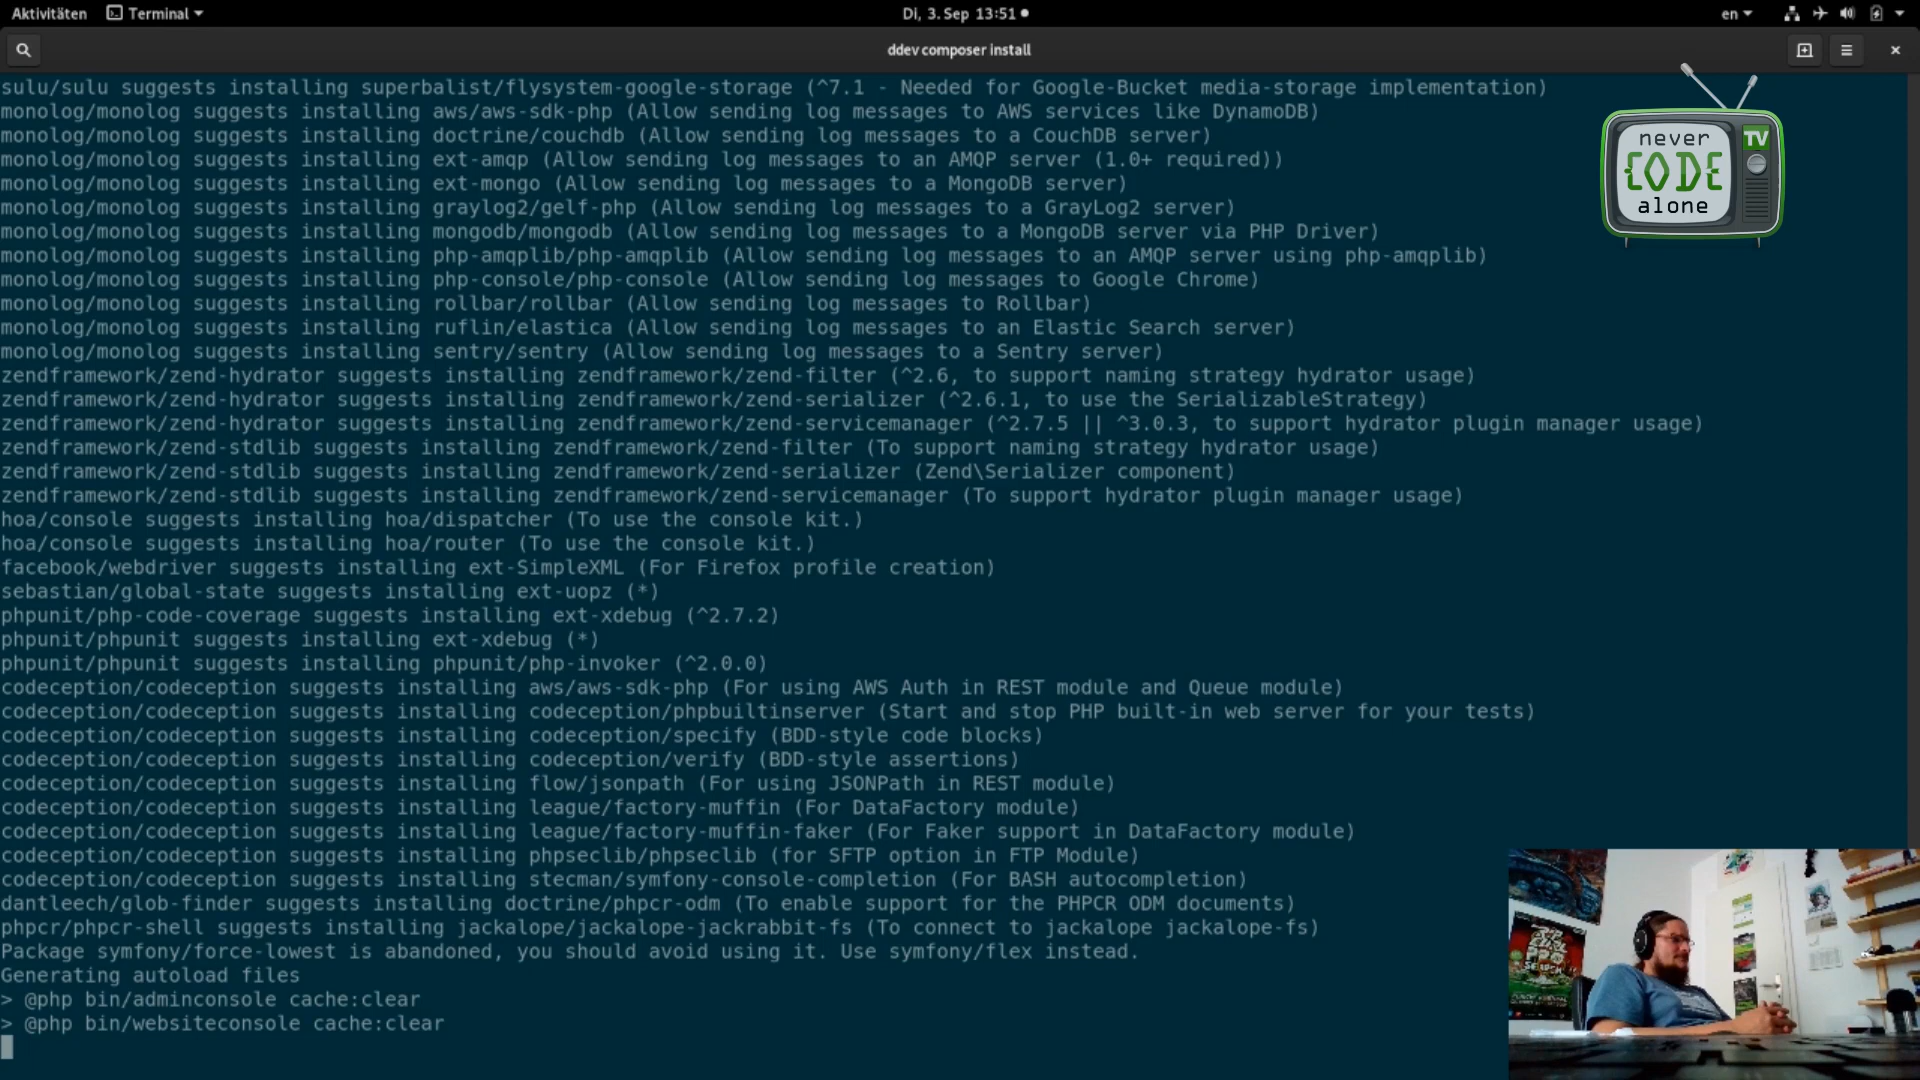 Aktivitäten Terminal Di, 3. Sep 13:51 en
ddev composer install
sulu/sulu suggests installing superbalist/flysystem-google-storage (^7.1 - Needed for Google-Bucket media-storage implementation)
monolog/monolog suggests installing aws/aws-sdk-php (Allow sending log messages to AWS services like DynamoDB)
monolog/monolog suggests installing doctrine/couchdb (Allow sending log messages to a CouchDB server)
monolog/monolog suggests installing ext-amqp (Allow sending log messages to an AMQP server (1.0+ required))
monolog/monolog suggests installing ext-mongo (Allow sending log messages to a MongoDB server)
monolog/monolog suggests installing graylog2/gelf-php (Allow sending log messages to a GrayLog2 server)
monolog/monolog suggests installing mongodb/mongodb (Allow sending log messages to a MongoDB server via PHP Driver)
monolog/monolog suggests installing php-amqplib/php-amqplib (Allow sending log messages to an AMQP server using php-amqplib)
monolog/monolog suggests installing php-console/php-console (Allow sending log messages to Google Chrome)
monolog/monolog suggests installing rollbar/rollbar (Allow sending log messages to Rollbar)
monolog/monolog suggests installing ruflin/elastica (Allow sending log messages to an Elastic Search server)
monolog/monolog suggests installing sentry/sentry (Allow sending log messages to a Sentry server)
zendframework/zend-hydrator suggests installing zendframework/zend-filter (^2.6, to support naming strategy hydrator usage)
zendframework/zend-hydrator suggests installing zendframework/zend-serializer (^2.6.1, to use the SerializableStrategy)
zendframework/zend-hydrator suggests installing zendframework/zend-servicemanager (^2.7.5 || ^3.0.3, to support hydrator plugin manager usage)
zendframework/zend-stdlib suggests installing zendframework/zend-filter (To support naming strategy hydrator usage)
zendframework/zend-stdlib suggests installing zendframework/zend-serializer (Zend\Serializer component)
zendframework/zend-stdlib suggests installing zendframework/zend-servicemanager (To support hydrator plugin manager usage)
hoa/console suggests installing hoa/dispatcher (To use the console kit.)
hoa/console suggests installing hoa/router (To use the console kit.)
facebook/webdriver suggests installing ext-SimpleXML (For Firefox profile creation)
sebastian/global-state suggests installing ext-uopz (*)
phpunit/php-code-coverage suggests installing ext-xdebug (^2.7.2)
phpunit/phpunit suggests installing ext-xdebug (*)
phpunit/phpunit suggests installing phpunit/php-invoker (^2.0.0)
codeception/codeception suggests installing aws/aws-sdk-php (For using AWS Auth in REST module and Queue module)
codeception/codeception suggests installing codeception/phpbuiltinserver (Start and stop PHP built-in web server for your tests)
codeception/codeception suggests installing codeception/specify (BDD-style code blocks)
codeception/codeception suggests installing codeception/verify (BDD-style assertions)
codeception/codeception suggests installing flow/jsonpath (For using JSONPath in REST module)
codeception/codeception suggests installing league/factory-muffin (For DataFactory module)
codeception/codeception suggests installing league/factory-muffin-faker (For Faker support in DataFactory module)
codeception/codeception suggests installing phpseclib/phpseclib (for SFTP option in FTP Module)
codeception/codeception suggests installing stecman/symfony-console-completion (For BASH autocompletion)
dantleech/glob-finder suggests installing doctrine/phpcr-odm (To enable support for the PHPCR ODM documents)
phpcr/phpcr-shell suggests installing jackalope/jackalope-jackrabbit-fs (To connect to jackalope jackalope-fs)
Package symfony/force-lowest is abandoned, you should avoid using it. Use symfony/flex instead.
Generating autoload files
> @php bin/adminconsole cache:clear
> @php bin/websiteconsole cache:clear
never TV
CODE
alone